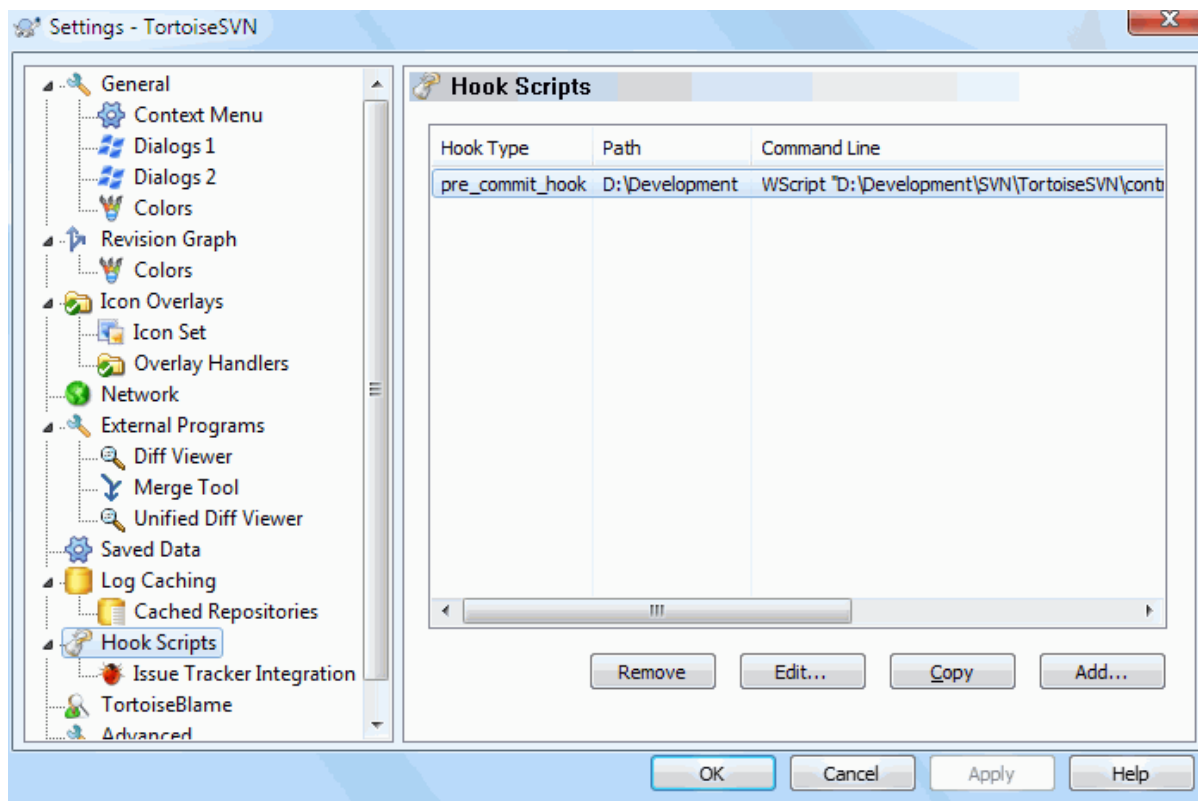 Settings - TortoiseSVN
General
Context Menu
Dialogs 1
Dialogs 2
Colors
Revision Graph
Colors
Icon Overlays
Icon Set
Overlay Handlers
Network
External Programs
Diff Viewer
Merge Tool
Unified Diff Viewer
Saved Data
Log Caching
Cached Repositories
Hook Scripts
Issue Tracker Integration
TortoiseBlame
Advanced
Hook Scripts
Hook Type Path Command Line
pre_commit_hook D:\Development WScript "D:\Development\SVN\TortoiseSVN\contr
Remove Edit... Copy Add...
OK Cancel Apply Help